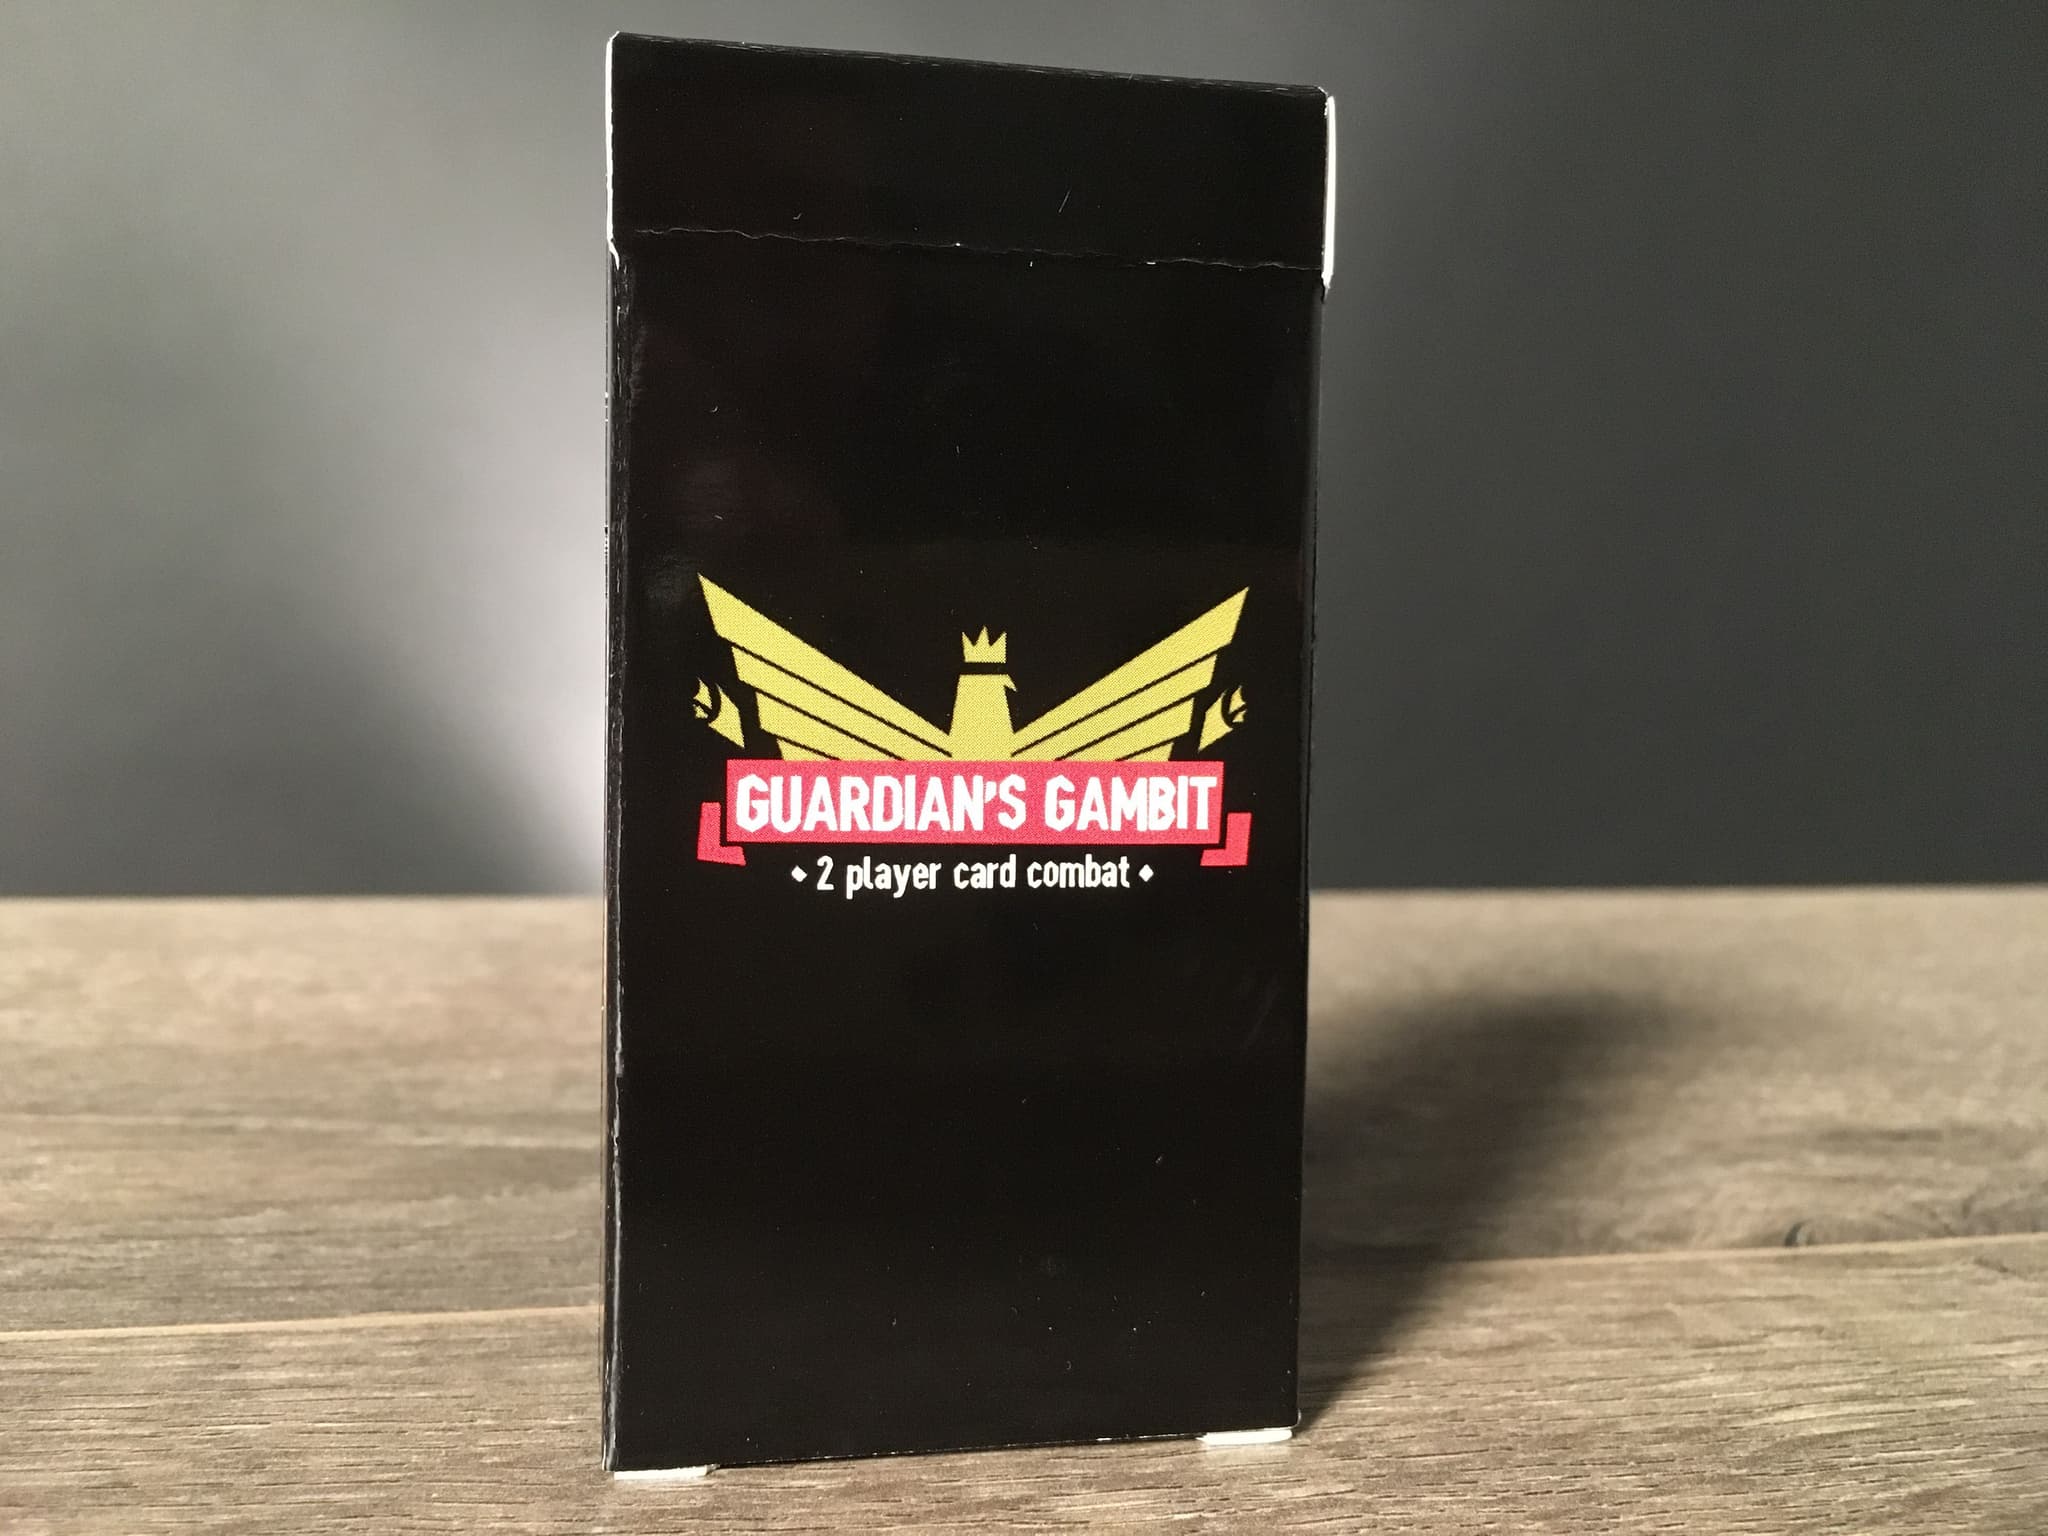 GUARDIAN'S GAMBIT
• 2 player card combat •